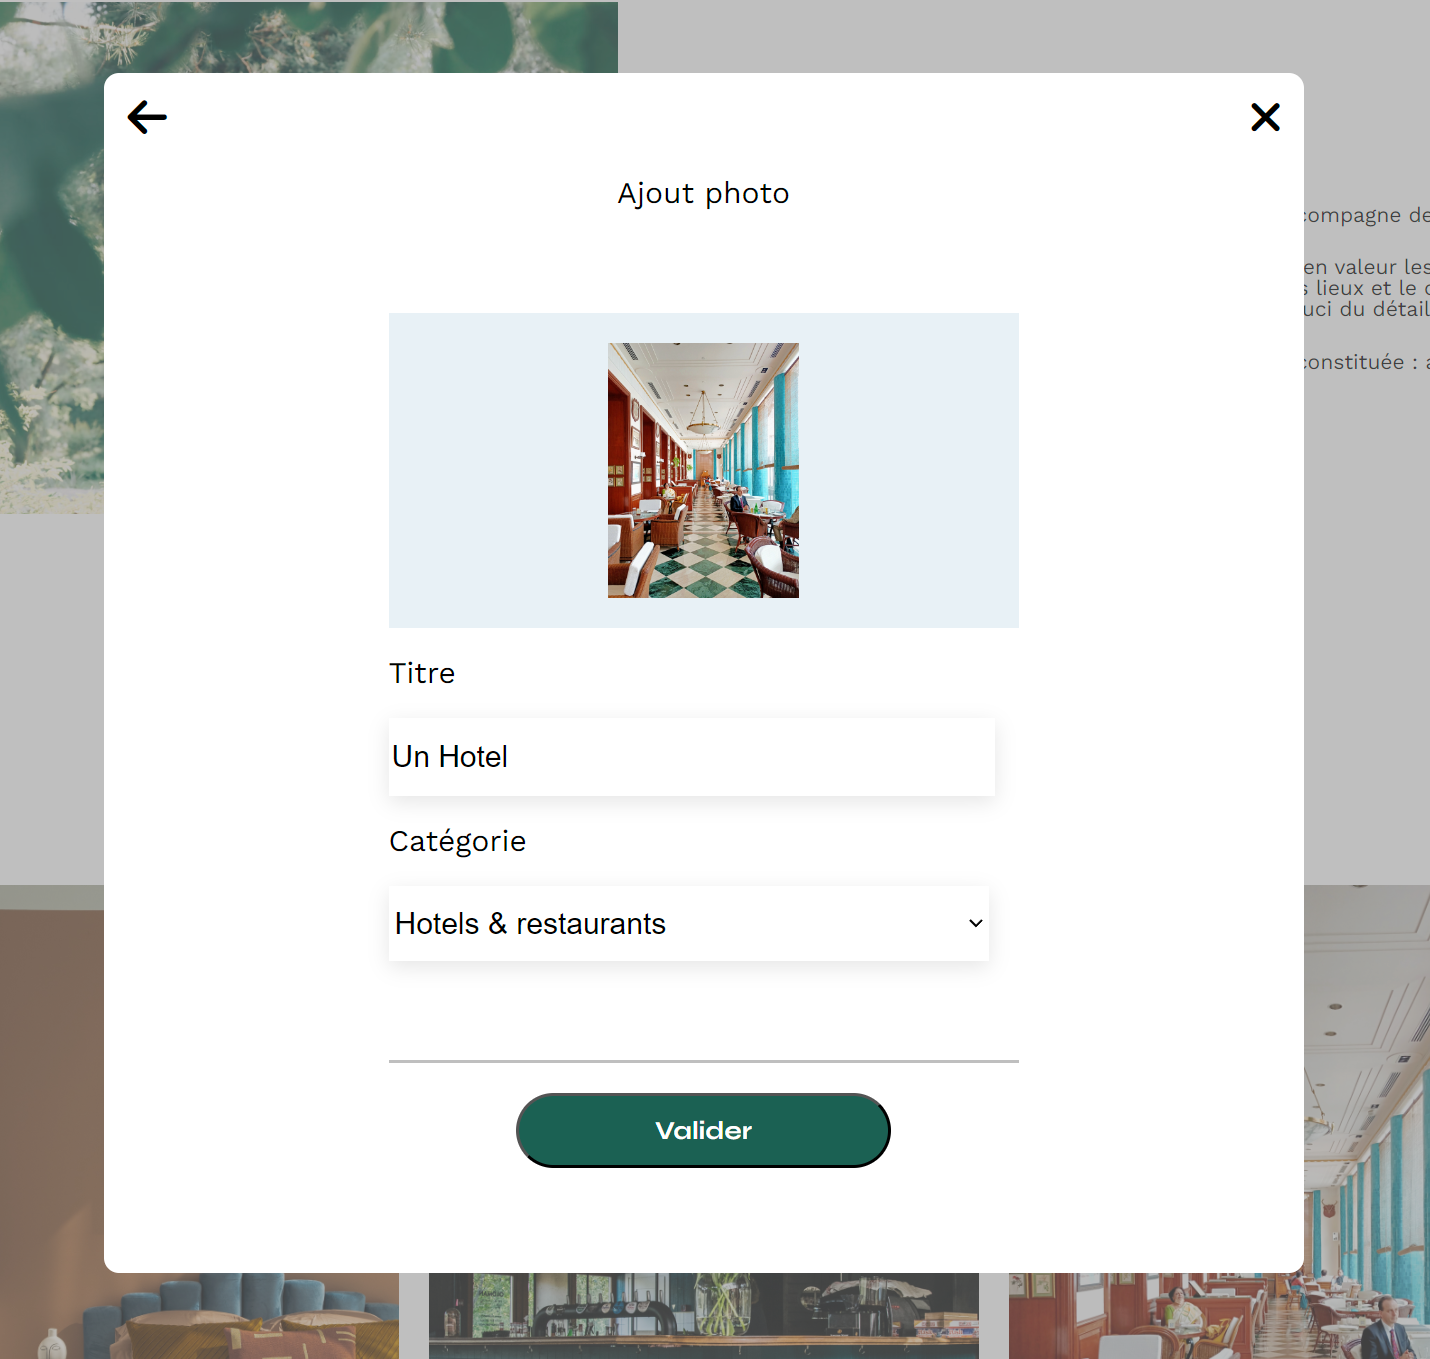 Ajout photo
compagne de
en valeur les
s lieux et le
uci du détail
constituée :
Titre
Un Hotel
Catégorie
Hotels & restaurants
Valider